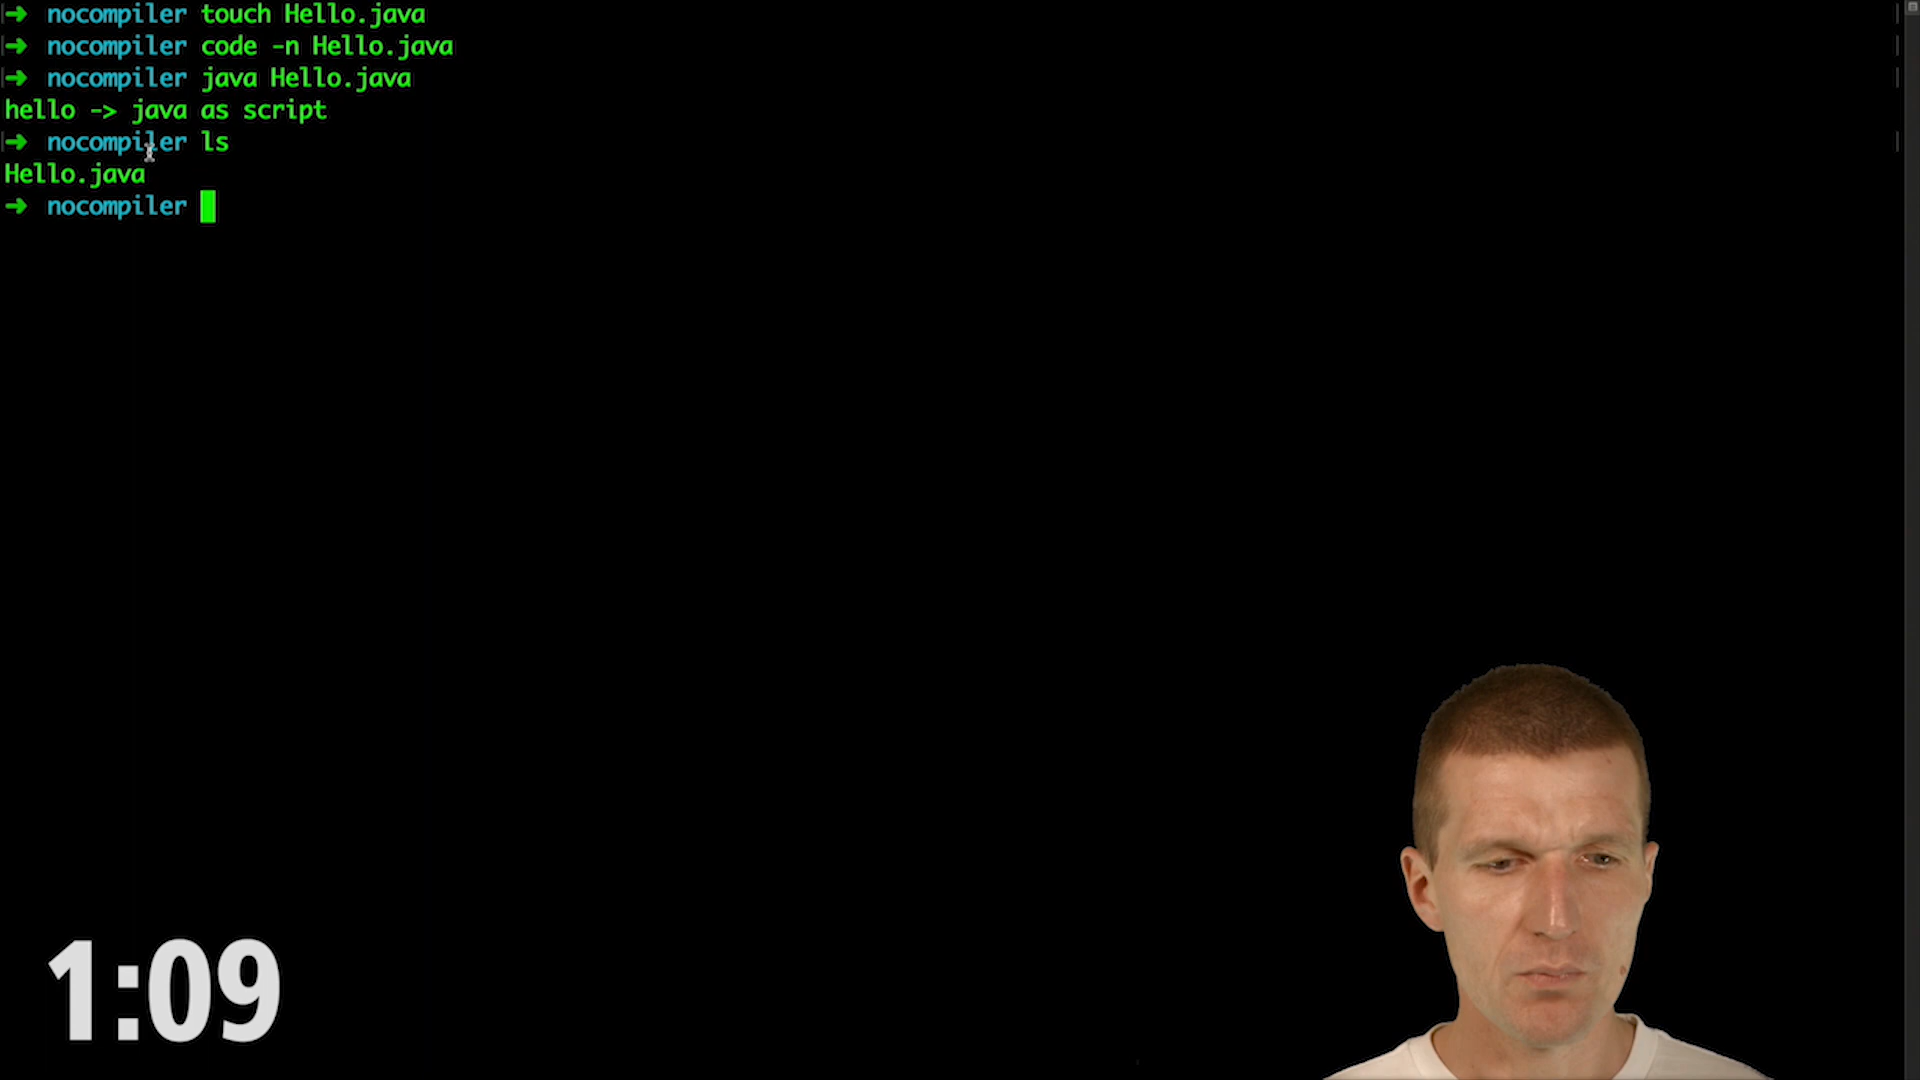 ➜ nocompiler touch Hello.java
➜ nocompiler code -n Hello.java
➜ nocompiler java Hello.java
hello -> java as script
➜ nocompiler ls
Hello.java
➜ nocompiler
1:09